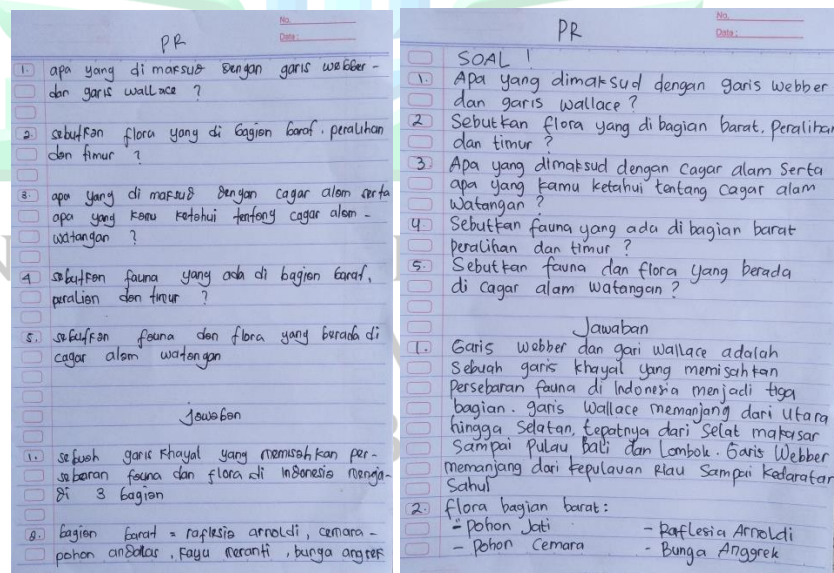 No.
Date:
PR
1. apa yang di maksud dengan garis webber -
dan garis wallace ?
2. sebutkan flora yang di bagian barat, peralihan
dan timur ?
3. apa yang di maksud dengan cagar alam serta
apa yang kamu ketahui tentang cagar alam -
watangan ?
4 sebutkan fauna yang ada di bagian barat,
peralian dan timur ?
5. sebutkan fauna dan flora yang berada di
cagar alam watangan
Jawaban
1. sebuah garis khayal yang memisahkan per-
sebaran fauna dan flora di indonesia menja-
di 3 bagian
2. bagian barat = raflesia arnoldi, cemara -
pohon andalas, kayu meranti, bunga angrek
No.
Date:
PR
SOAL !
1. Apa yang dimaksud dengan garis webber
dan garis wallace ?
2 Sebutkan flora yang di bagian barat. Peralihan
dan timur ?
3. Apa yang dimaksud dengan Cagar alam Serta
apa yang kamu ketahui tentang cagar alam
Watangan ?
4 Sebutkan fauna yang ada di bagian barat
Peralihan dan timur ?
5. Sebutkan fauna dan flora yang berada
di cagar alam watangan ?
Jawaban
1. Garis webber dan gari wallace adalah
Sebuah garis khayal yang memisahkan
Persebaran fauna di Indonesia menjadi tiga
bagian. garis Wallace memanjang dari utara
hingga Selatan, tepatnya dari Selat makasar
Sampai Pulau Bali dan Lombok. Garis Webber
memanjang dari kepulauan Riau Sampai kedaratan
Sahul
2. flora bagian barat :
- pohon Jati - Raflesia Arnoldi
- Pohon Cemara - Bunga Anggrek